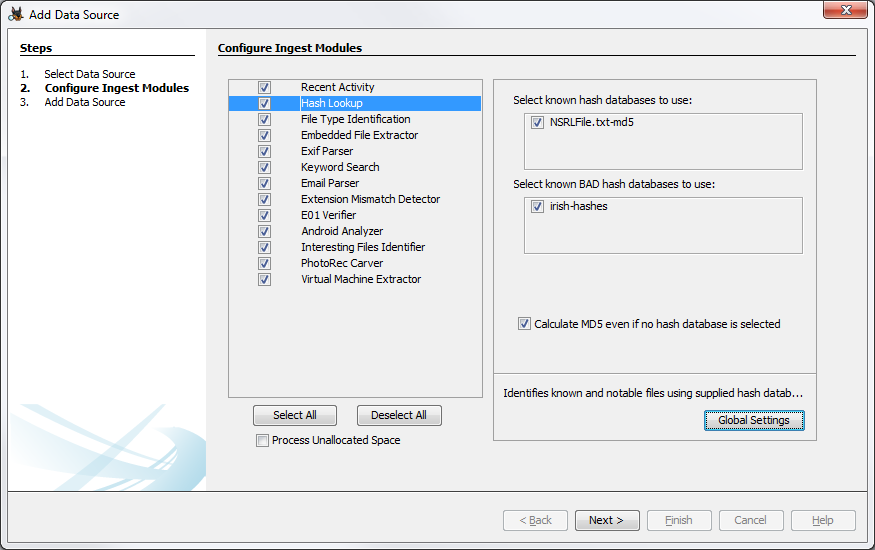 Add Data Source
Steps
1. Select Data Source
2. Configure Ingest Modules
3. Add Data Source
Configure Ingest Modules
Recent Activity
Hash Lookup
File Type Identification
Embedded File Extractor
Exif Parser
Keyword Search
Email Parser
Extension Mismatch Detector
E01 Verifier
Android Analyzer
Interesting Files Identifier
PhotoRec Carver
Virtual Machine Extractor
Select All
Deselect All
Process Unallocated Space
Select known hash databases to use:
NSRLFile.txt-md5
Select known BAD hash databases to use:
irish-hashes
Calculate MD5 even if no hash database is selected
Identifies known and notable files using supplied hash datab...
Global Settings
< Back
Next >
Finish
Cancel
Help